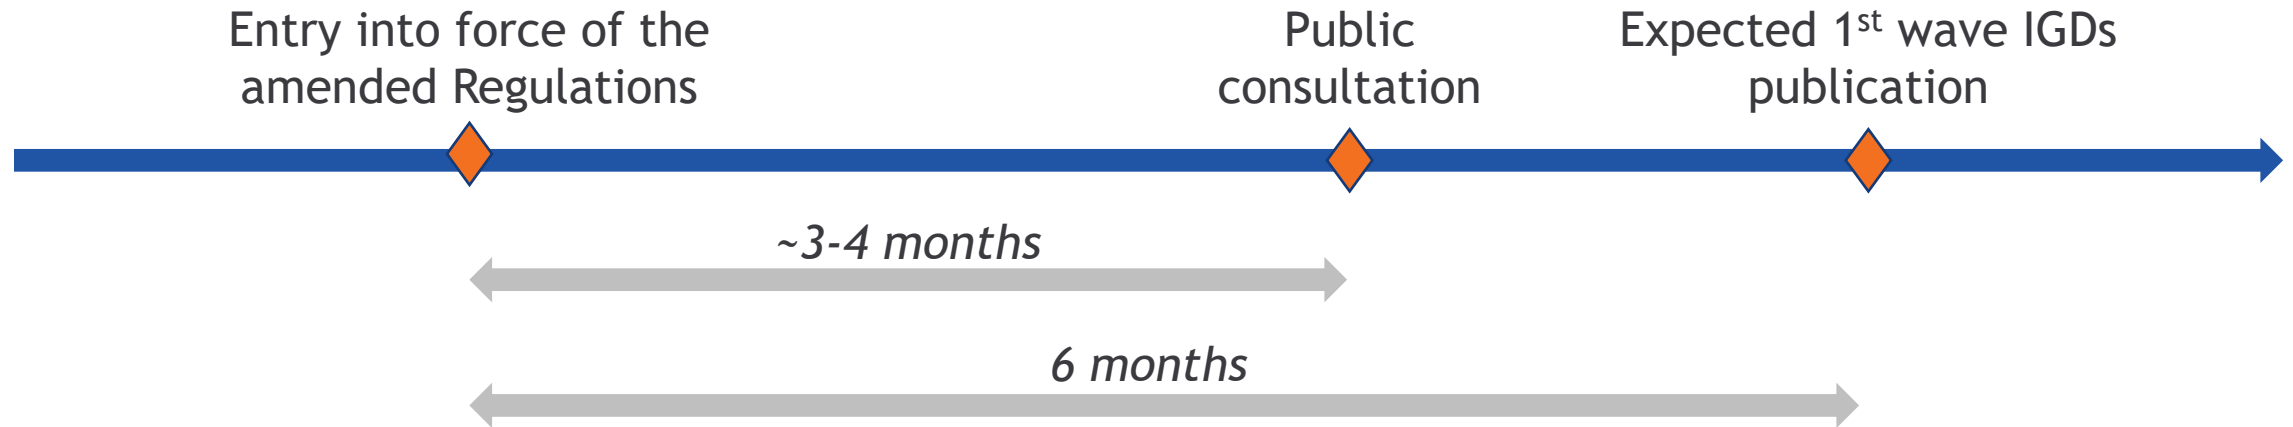 Entry into force of the
amended Regulations
Public
consultation
Expected 1st wave IGDs
publication
~3-4 months
6 months